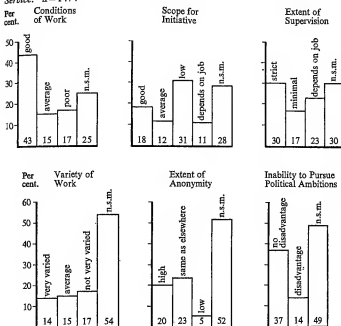 Per cent.
Conditions of Work
50
40
30
20
10
good
average
poor
n.s.m.
43 15 17 25
Scope for Initiative
good
average
low
depends on job
n.s.m.
18 12 31 11 28
Extent of Supervision
strict
minimal
depends on job
n.s.m.
30 17 23 30
Per cent.
Variety of Work
60
50
40
30
20
10
very varied
average
not very varied
n.s.m.
14 15 17 54
Extent of Anonymity
high
same as elsewhere
low
n.s.m.
20 23 5 52
Inability to Pursue Political Ambitions
no disadvantage
disadvantage
n.s.m.
37 14 49